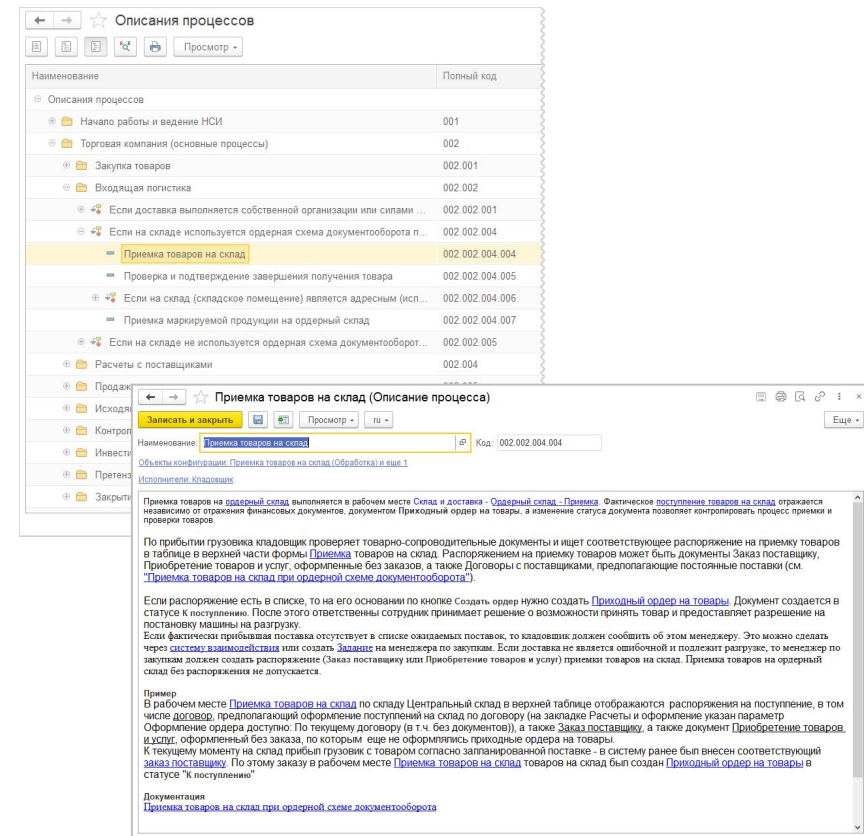 Описания процессов
Просмотр
Наименование Полный код
Описания процессов
Начало работы и ведение НСИ 001
Торговая компания (основные процессы) 002
Закупка товаров 002.001
Входящая логистика 002.002
Если доставка выполняется собственной организации или силами ... 002.002.001
Если на складе используется ордерная схема документооборота п... 002.002.004
Приемка товаров на склад 002.002.004.004
Проверка и подтверждение завершения получения товара 002.002.004.005
Если на склад (складское помещение) является адресным (исп... 002.002.004.006
Приемка маркируемой продукции на ордерный склад 002.002.004.007
Если на складе не используется ордерная схема документооборот... 002.002.005
Расчеты с поставщиками 002.004
Продаж
Исходя
Контрол
Инвести
Претенз
Закрыти
Приемка товаров на склад (Описание процесса)
Записать и закрыть Просмотр ru Еще
Наименование: Приемка товаров на склад Код: 002.002.004.004
Объекты конфигурации: Приемка товаров на склад (Обработка) и еще 1
Исполнители: Кладовщик
Приемка товаров на ордерный склад выполняется в рабочем месте Склад и доставка - Ордерный склад - Приемка. Фактическое поступление товаров на склад отражается
независимо от отражения финансовых документов, документом Приходный ордер на товары, а изменение статуса документа позволяет контролировать процесс приемки и
проверки товаров.
По прибытии грузовика кладовщик проверяет товарно-сопроводительные документы и ищет соответствующее распоряжение на приемку товаров
в таблице в верхней части формы Приемка товаров на склад. Распоряжением на приемку товаров может быть документы Заказ поставщику,
Приобретение товаров и услуг, оформленные без заказов, а также Договоры с поставщиками, предполагающие постоянные поставки (см.
"Приемка товаров на склад при ордерной схеме документооборота").
Если распоряжение есть в списке, то на его основании по кнопке Создать ордер нужно создать Приходный ордер на товары. Документ создается в
статусе К поступлению. После этого ответственны сотрудник принимает решение о возможности принять товар и предоставляет разрешение на
постановку машины на разгрузку.
Если фактически прибывшая поставка отсутствует в списке ожидаемых поставок, то кладовщик должен сообщить об этом менеджеру. Это можно сделать
через систему взаимодействия или создать Задание на менеджера по закупкам. Если доставка не является ошибочной и подлежит разгрузке, то менеджер по
закупкам должен создать распоряжение (Заказ поставщику или Приобретение товаров и услуг) приемки товаров на склад. Приемка товаров на ордерный
склад без распоряжения не допускается.
Пример
В рабочем месте Приемка товаров на склад по складу Центральный склад в верхней таблице отображаются распоряжения на поступление, в том
числе договор, предполагающий оформление поступлений на склад по договору (на закладке Расчеты и оформление указан параметр
Оформление ордера доступно: По текущему договору (в т.ч. без документов)), а также Заказ поставщику, а также документ Приобретение товаров
и услуг, оформленный без заказа, по которым еще не оформлялись приходные ордера на товары.
К текущему моменту на склад прибыл грузовик с товаром согласно запланированной поставке - в систему ранее был внесен соответствующий
заказ поставщику. По этому заказу в рабочем месте Приемка товаров на склад товаров на склад был создан Приходный ордер на товары в
статусе "К поступлению"
Документация
Приемка товаров на склад при ордерной схеме документооборота